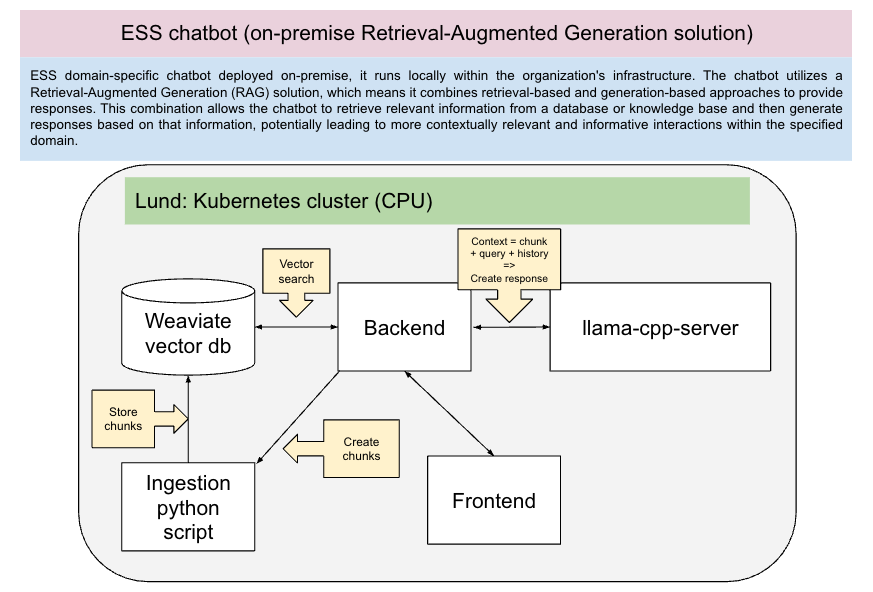 ESS chatbot (on-premise Retrieval-Augmented Generation solution)
ESS domain-specific chatbot deployed on-premise, it runs locally within the organization's infrastructure. The chatbot utilizes a
Retrieval-Augmented Generation (RAG) solution, which means it combines retrieval-based and generation-based approaches to provide
responses. This combination allows the chatbot to retrieve relevant information from a database or knowledge base and then generate
responses based on that information, potentially leading to more contextually relevant and informative interactions within the specified
domain.
Lund: Kubernetes cluster (CPU)
Context = chunk
+ query + history
=>
Create response
Vector
search
Weaviate
vector db
Backend
llama-cpp-server
Store
chunks
Create
chunks
Ingestion
python
script
Frontend